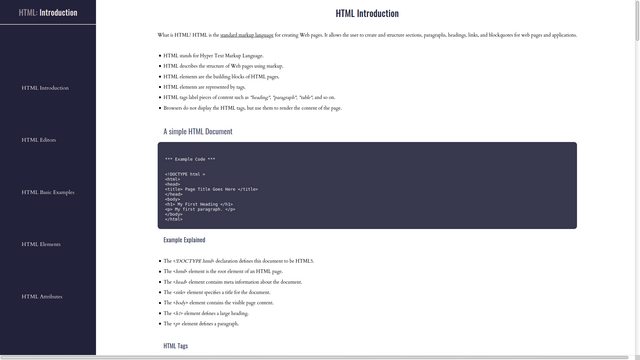 HTML: Introduction
HTML Introduction
HTML Editors
HTML Basic Examples
HTML Elements
HTML Attributes
HTML Introduction
What is HTML? HTML is the standard markup language for creating Web pages. It allows the user to create and structure sections, paragraphs, headings, links, and blockquotes for web pages and applications.
HTML stands for Hyper Text Markup Language.
HTML describes the structure of Web pages using markup.
HTML elements are the building blocks of HTML pages.
HTML elements are represented by tags.
HTML tags label pieces of content such as "heading", "paragraph", "table", and so on.
Browsers do not display the HTML tags, but use them to render the content of the page.
A simple HTML Document
*** Example Code ***
<!DOCTYPE html >
<html>
<head>
<title> Page Title Goes Here </title>
</head>
<body>
<h1> My First Heading </h1>
<p> My first paragraph. </p>
</body>
</html>
Example Explained
The <!DOCTYPE html> declaration defines this document to be HTML5.
The <html> element is the root element of an HTML page.
The <head> element contains meta information about the document.
The <title> element specifies a title for the document.
The <body> element contains the visible page content.
The <h1> element defines a large heading.
The <p> element defines a paragraph.
HTML Tags